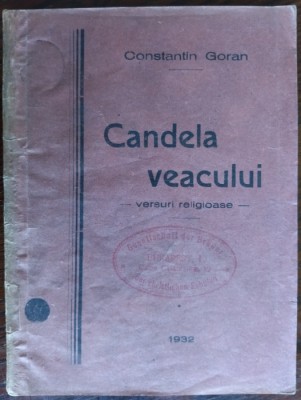 Constantin Goran
Candela
veacului
— versuri religioase —
1932